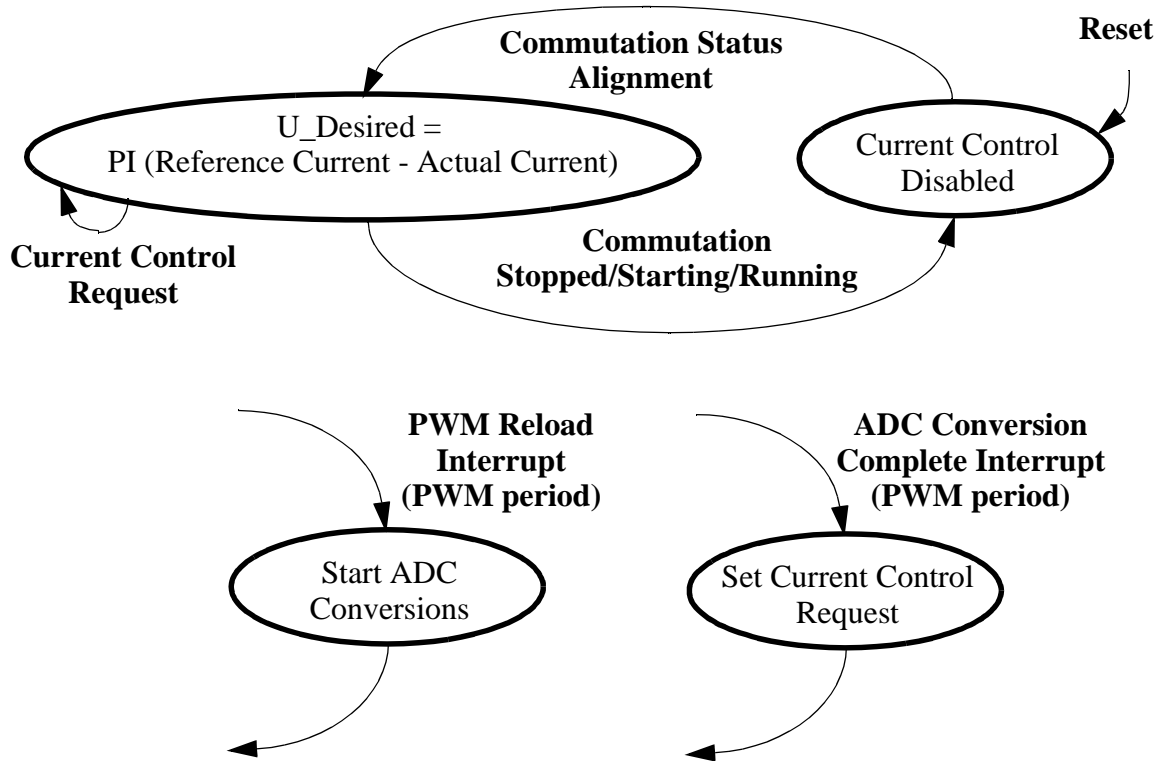 Commutation Status
Alignment
Reset
U_Desired =
PI (Reference Current - Actual Current)
Current Control
Disabled
Current Control
Request
Commutation
Stopped/Starting/Running
PWM Reload
Interrupt
(PWM period)
ADC Conversion
Complete Interrupt
(PWM period)
Start ADC
Conversions
Set Current Control
Request